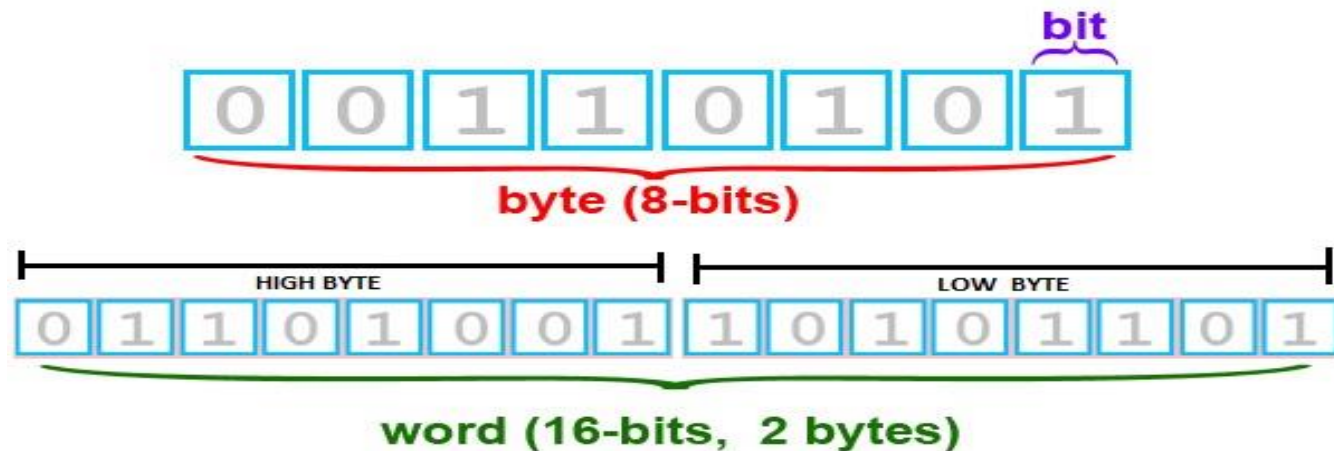 bit
0 0 1 1 0 1 0 1
byte (8-bits)
HIGH BYTE LOW BYTE
0 1 1 0 1 0 0 1 1 0 1 0 1 1 0 1
word (16-bits, 2 bytes)